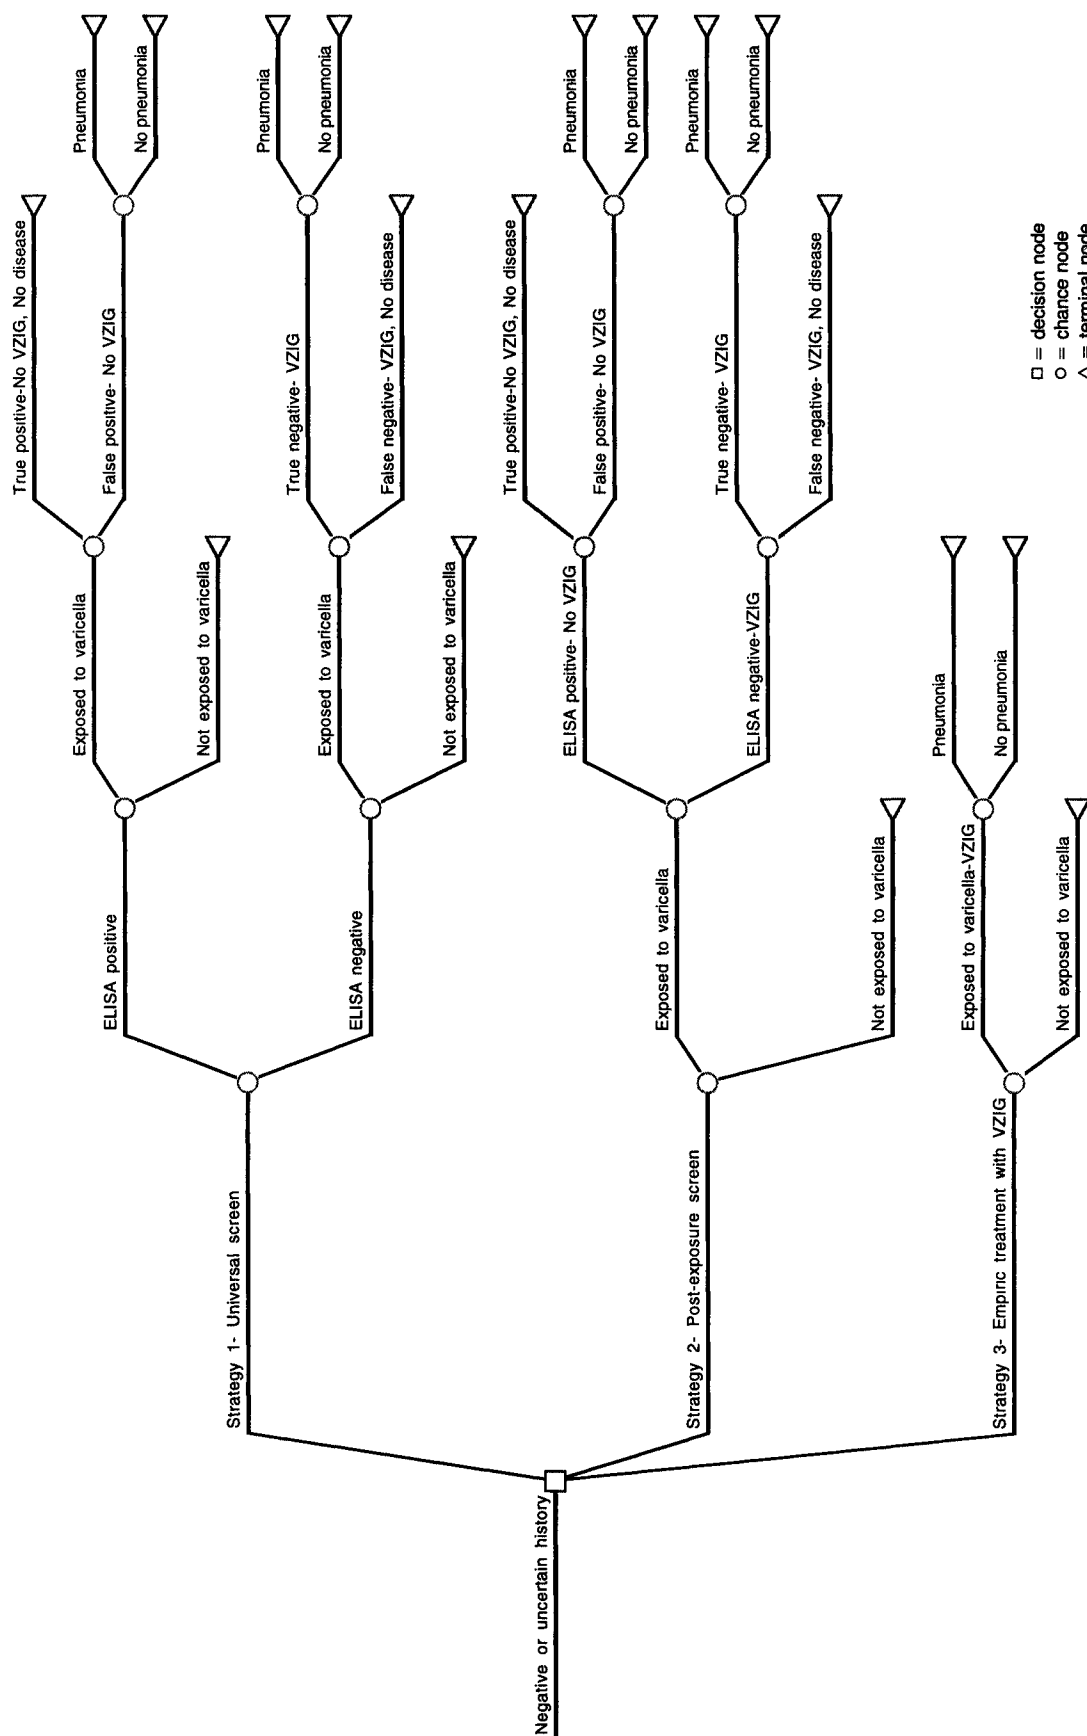 Negative or uncertain history
Strategy 1- Universal screen
ELISA positive
Exposed to varicella
True positive-No VZIG, No disease
False positive- No VZIG
Pneumonia
No pneumonia
Not exposed to varicella
ELISA negative
Exposed to varicella
True negative- VZIG
Pneumonia
No pneumonia
False negative- VZIG, No disease
Not exposed to varicella
Strategy 2- Post-exposure screen
Exposed to varicella
ELISA positive- No VZIG
True positive-No VZIG, No disease
False positive- No VZIG
Pneumonia
No pneumonia
ELISA negative-VZIG
True negative- VZIG
Pneumonia
No pneumonia
False negative- VZIG, No disease
Not exposed to varicella
Strategy 3- Empiric treatment with VZIG
Exposed to varicella-VZIG
Pneumonia
No pneumonia
Not exposed to varicella
□ = decision node
○ = chance node
△ = terminal node